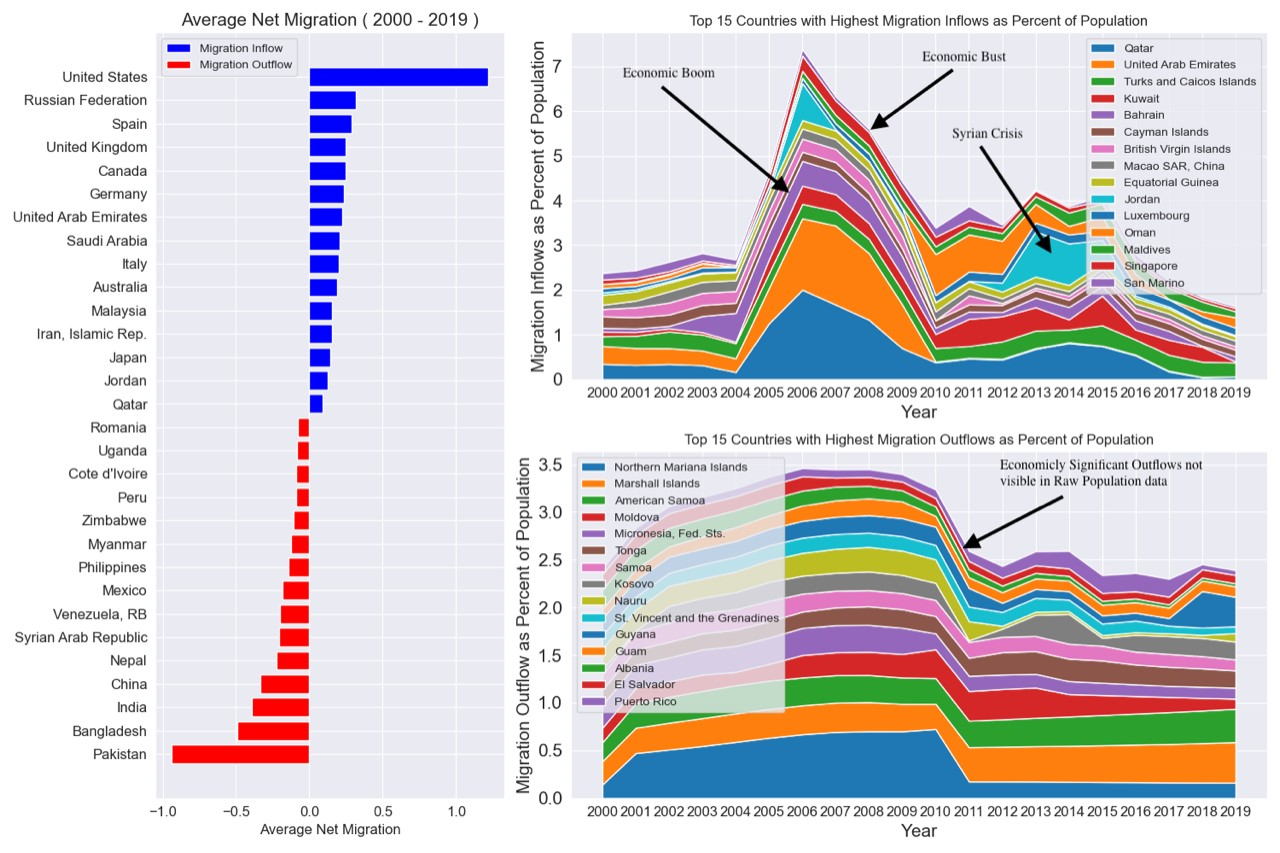 Average Net Migration ( 2000 - 2019 )
Migration Inflow
Migration Outflow
United States
Russian Federation
Spain
United Kingdom
Canada
Germany
United Arab Emirates
Saudi Arabia
Italy
Australia
Malaysia
Iran, Islamic Rep.
Japan
Jordan
Qatar
Romania
Uganda
Cote d'Ivoire
Peru
Zimbabwe
Myanmar
Philippines
Mexico
Venezuela, RB
Syrian Arab Republic
Nepal
China
India
Bangladesh
Pakistan
−1.0 −0.5 0.0 0.5 1.0
Average Net Migration
Top 15 Countries with Highest Migration Inflows as Percent of Population
Migration Inflows as Percent of Population
7
6
5
4
3
2
1
0
Economic Boom
Economic Bust
Syrian Crisis
Qatar
United Arab Emirates
Turks and Caicos Islands
Kuwait
Bahrain
Cayman Islands
British Virgin Islands
Macao SAR, China
Equatorial Guinea
Jordan
Luxembourg
Oman
Maldives
Singapore
San Marino
2000 2001 2002 2003 2004 2005 2006 2007 2008 2009 2010 2011 2012 2013 2014 2015 2016 2017 2018 2019
Year
Top 15 Countries with Highest Migration Outflows as Percent of Population
Migration Outflow as Percent of Population
3.5
3.0
2.5
2.0
1.5
1.0
0.5
0.0
Northern Mariana Islands
Marshall Islands
American Samoa
Moldova
Micronesia, Fed. Sts.
Tonga
Samoa
Kosovo
Nauru
St. Vincent and the Grenadines
Guyana
Guam
Albania
El Salvador
Puerto Rico
Economicly Significant Outflows not
visible in Raw Population data
2000 2001 2002 2003 2004 2005 2006 2007 2008 2009 2010 2011 2012 2013 2014 2015 2016 2017 2018 2019
Year